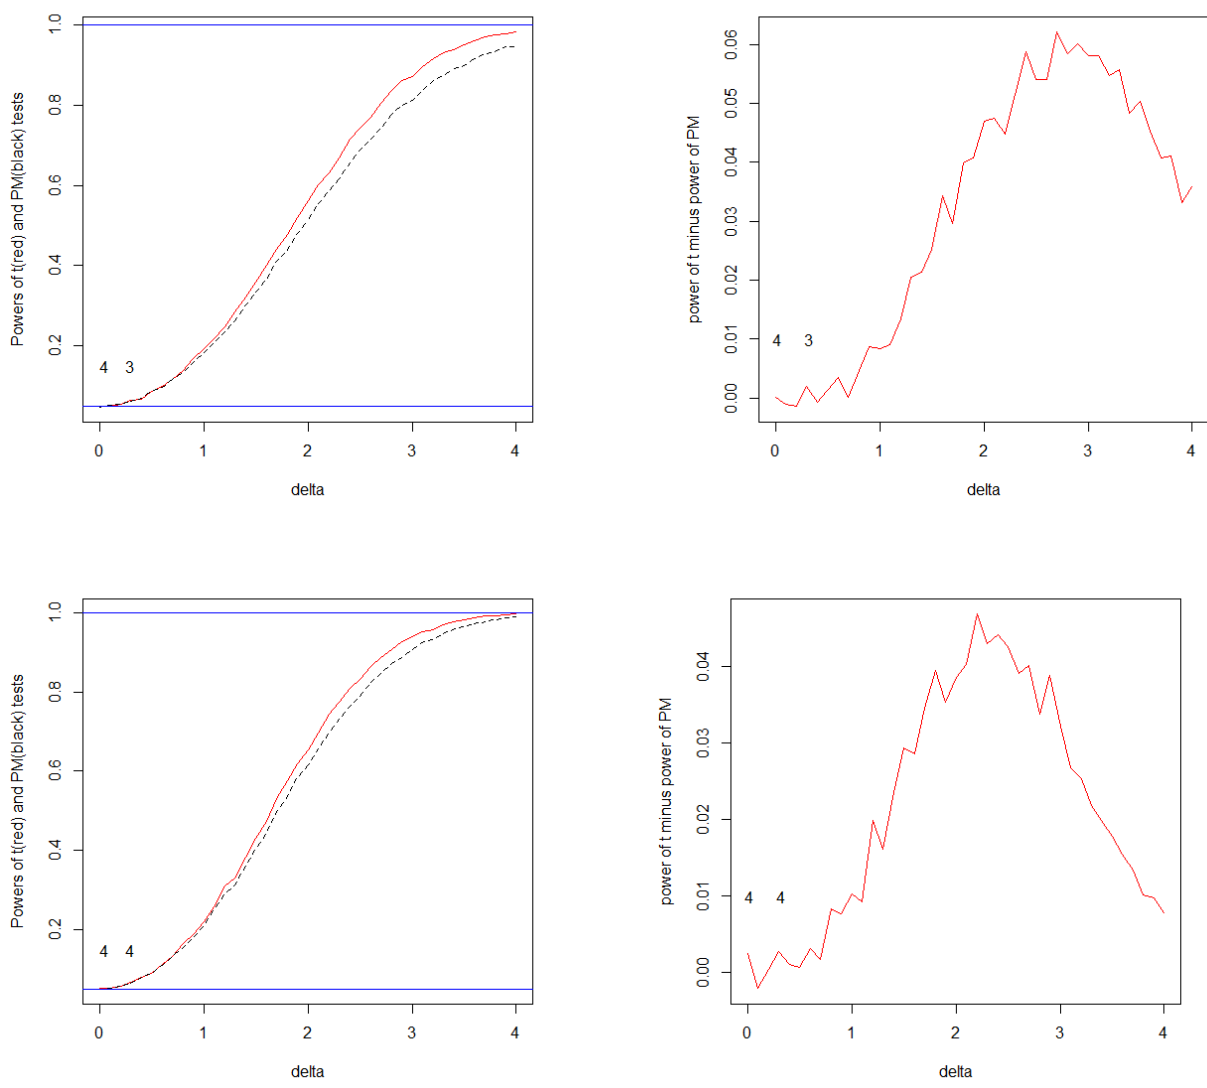 Powers of t(red) and PM(black) tests
1.0
0.8
0.6
0.4
0.2
4 3
0 1 2 3 4
delta
power of t minus power of PM
0.06
0.05
0.04
0.03
0.02
0.01
0.00
4 3
0 1 2 3 4
delta
Powers of t(red) and PM(black) tests
1.0
0.8
0.6
0.4
0.2
4 4
0 1 2 3 4
delta
power of t minus power of PM
0.04
0.03
0.02
0.01
0.00
4 4
0 1 2 3 4
delta